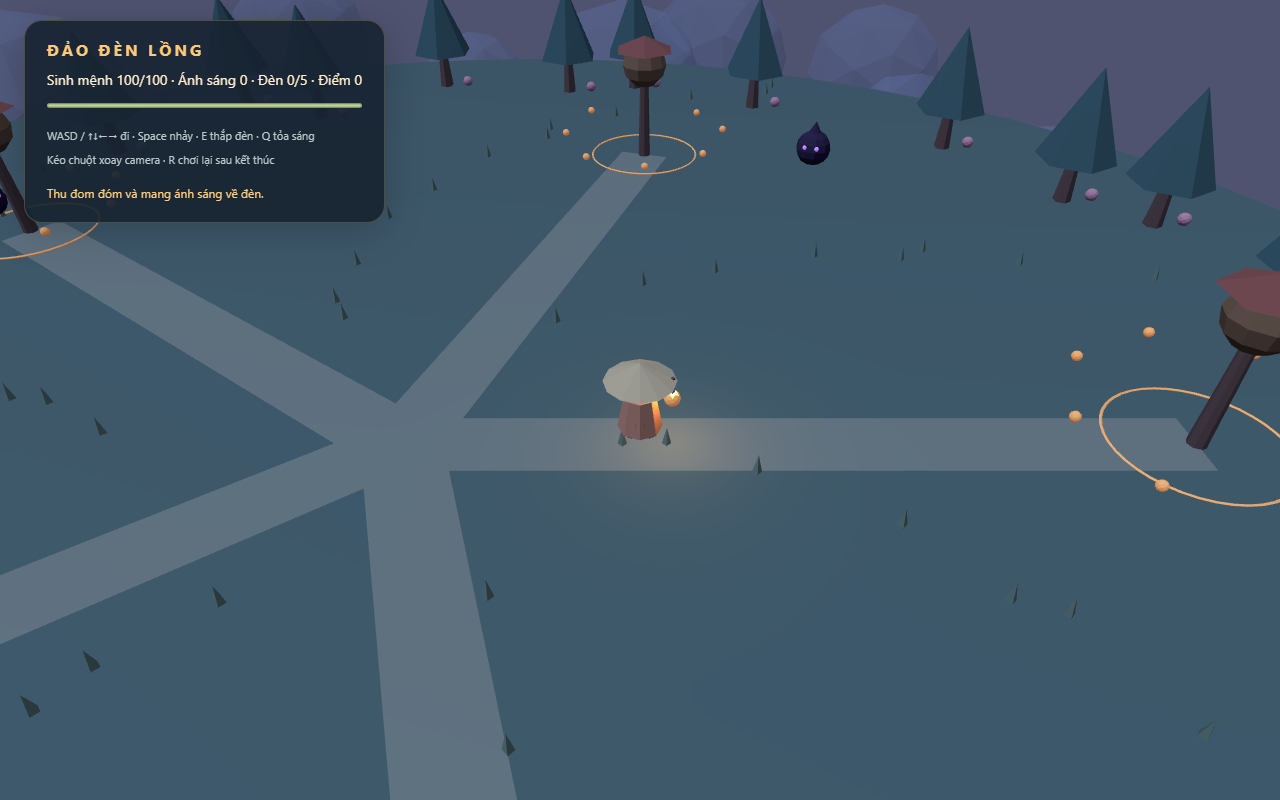 ĐẢO ĐÈN LỒNG
Sinh mệnh 100/100 · Ánh sáng 0 · Đèn 0/5 · Điểm 0
WASD / ↑↓←→ đi · Space nhảy · E thắp đèn · Q tỏa sáng
Kéo chuột xoay camera · R chơi lại sau kết thúc
Thu đom đóm và mang ánh sáng về đèn.